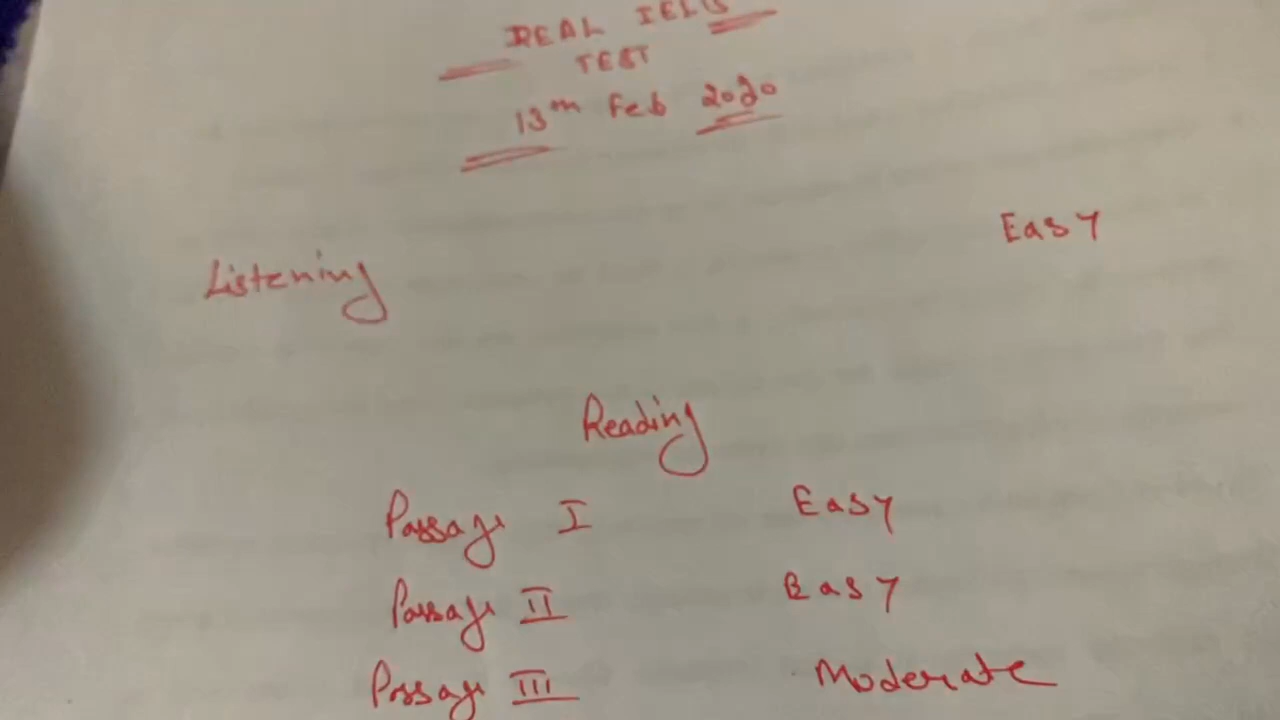 REAL IELTS
TEST
13th Feb 2020
Listening Easy
Reading
Passage I Easy
Passage II Easy
Passage III Moderate